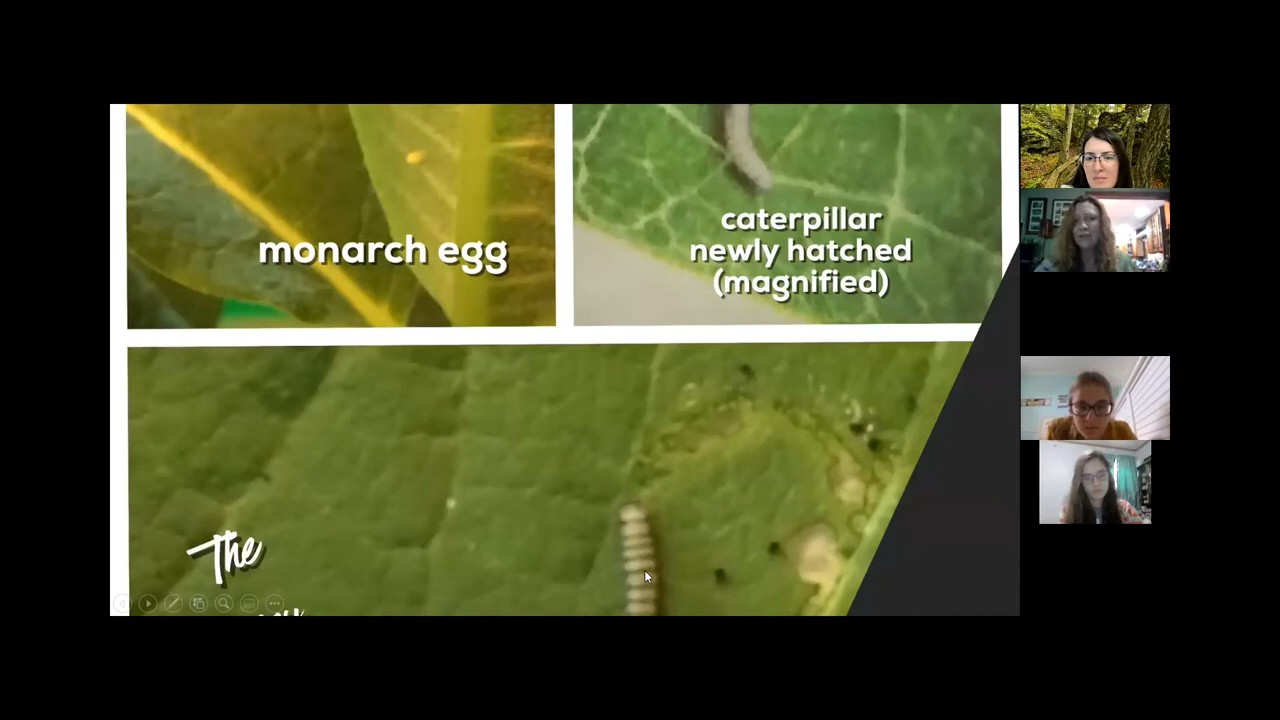 monarch egg
caterpillar
newly hatched
(magnified)
The